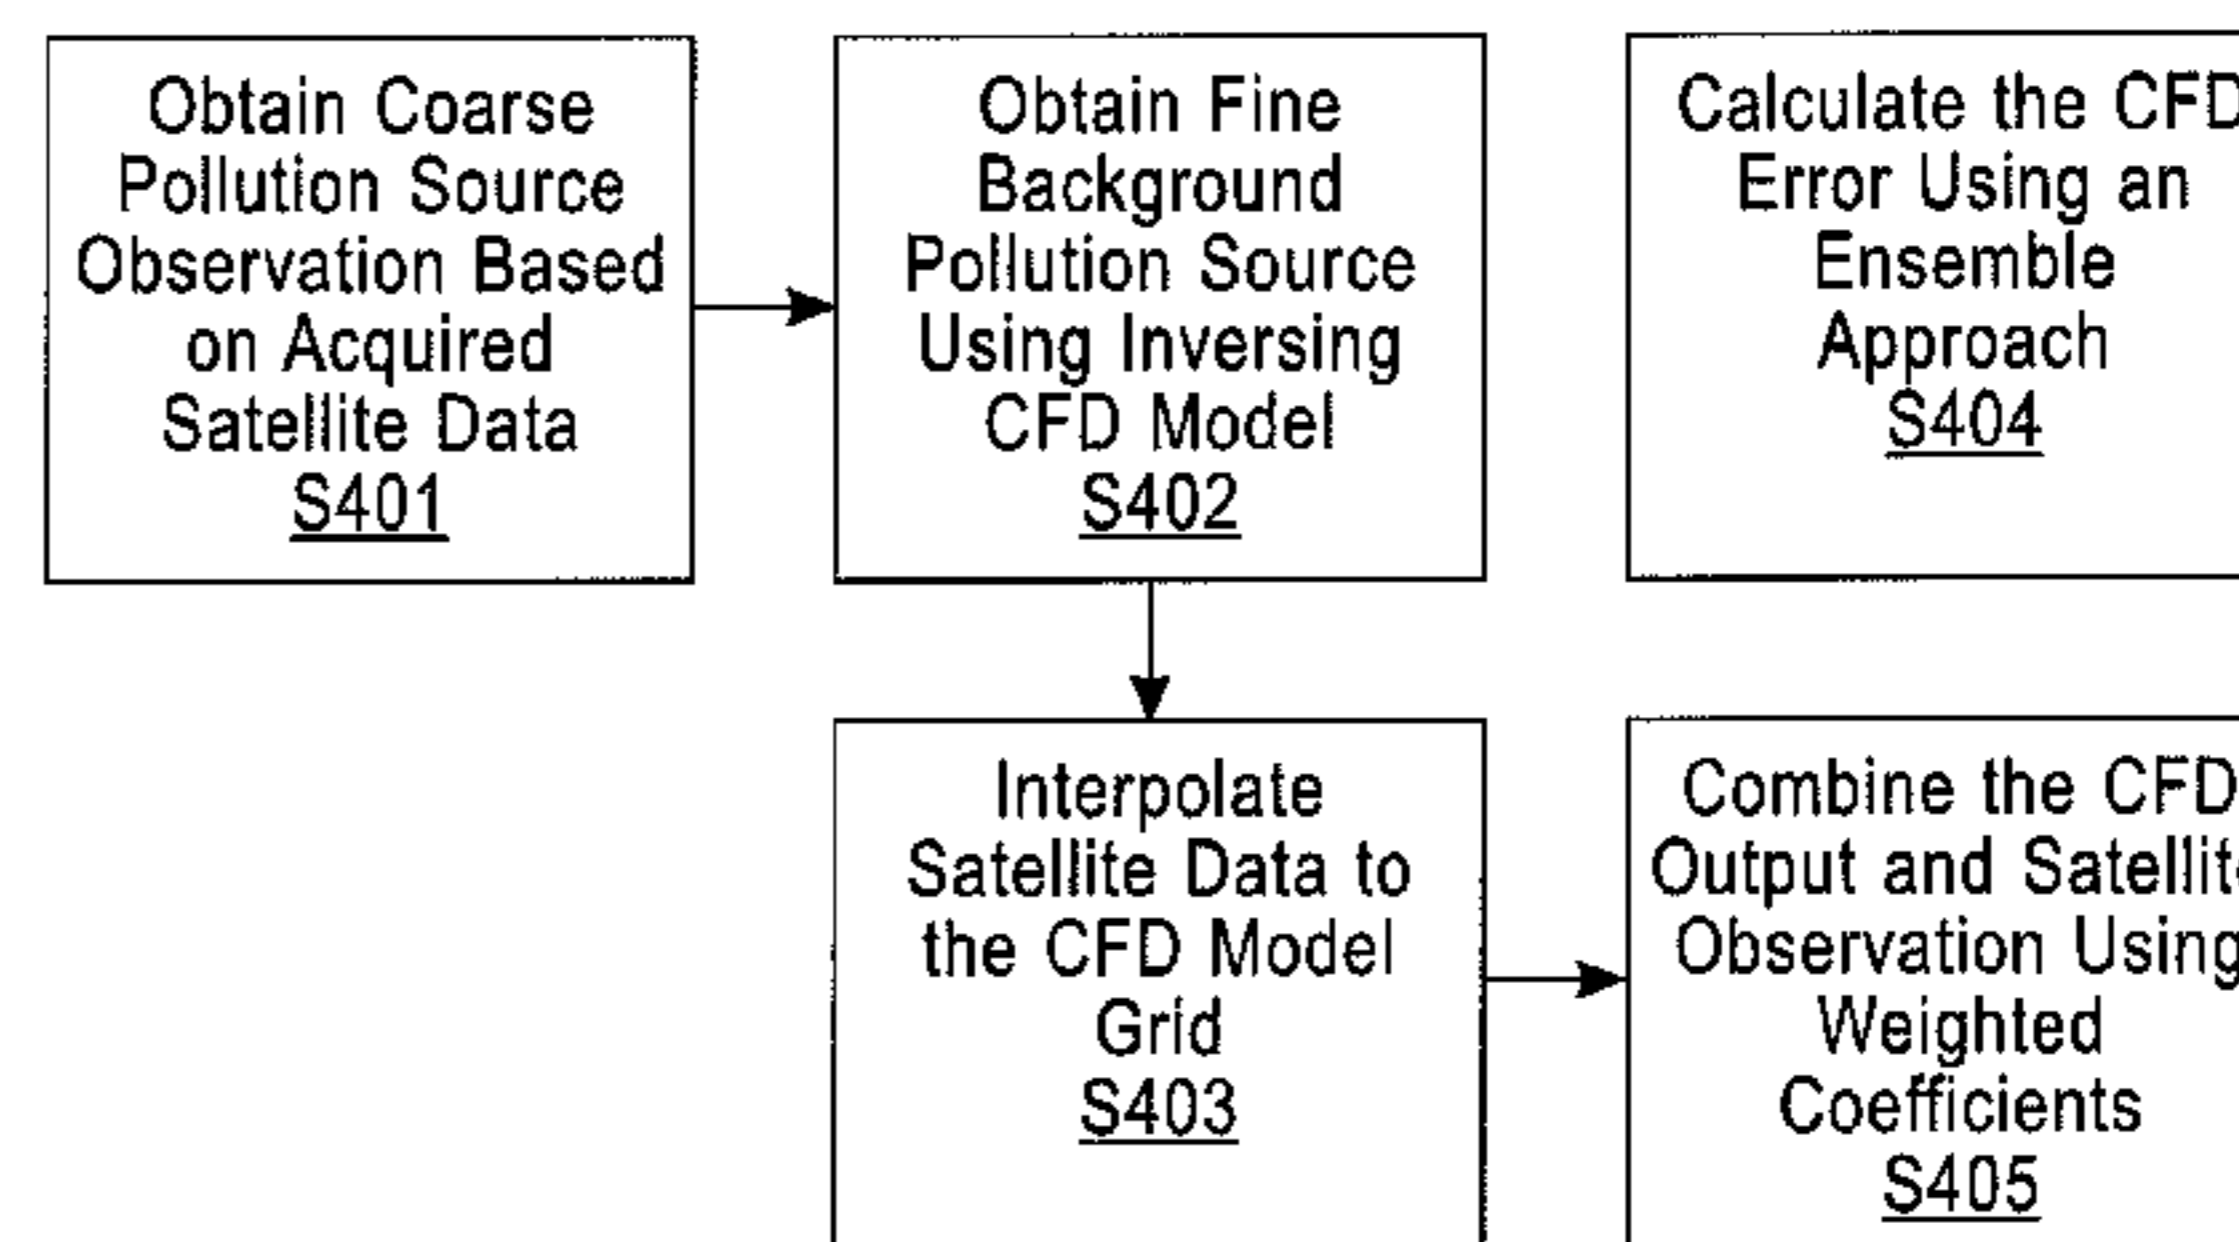 Obtain Coarse
Pollution Source
Observation Based
on Acquired
Satellite Data
S401
Obtain Fine
Background
Pollution Source
Using Inversing
CFD Model
S402
Calculate the CFD
Error Using an
Ensemble
Approach
S404
Interpolate
Satellite Data to
the CFD Model
Grid
S403
Combine the CFD
Output and Satellite
Observation Using
Weighted
Coefficients
S405